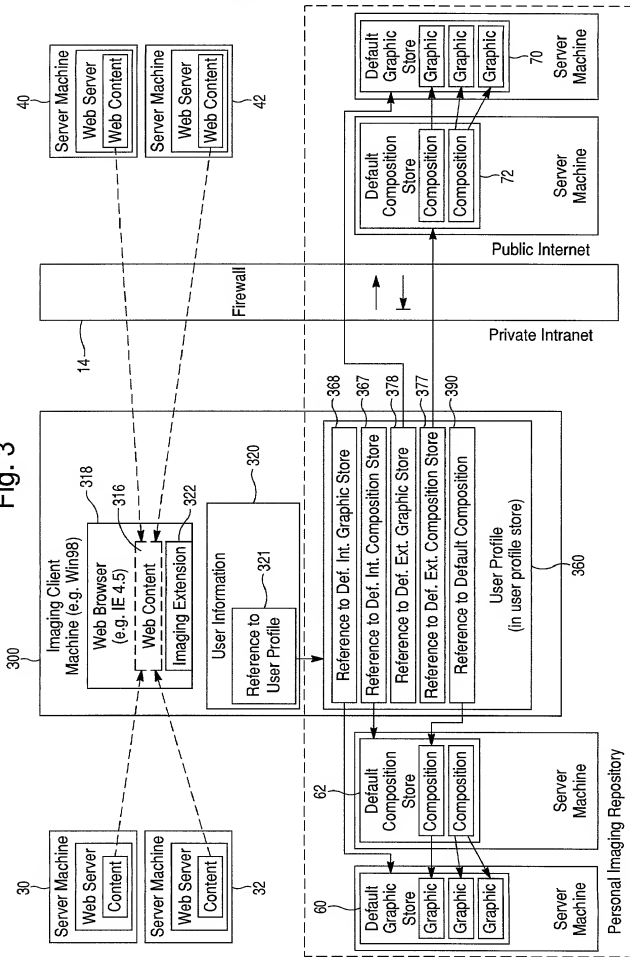 Fig. 3
30
Server Machine
Web Server
Content
Server Machine
Web Server
Content
32
300
Imaging Client
Machine (e.g. Win98)
318
Web Browser
(e.g. IE 4.5)
316
Web Content
322
Imaging Extension
320
User Information
321
Reference to
User Profile
14
Firewall
40
Server Machine
Web Server
Web Content
Server Machine
Web Server
Web Content
42
60
Default
Graphic
Store
Graphic
Graphic
Graphic
Server
Machine
62
Default
Composition
Store
Composition
Composition
Server
Machine
Personal Imaging Repository
368
Reference to Def. Int. Graphic Store
367
Reference to Def. Int. Composition Store
378
Reference to Def. Ext. Graphic Store
377
Reference to Def. Ext. Composition Store
390
Reference to Default Composition
User Profile
(in user profile store)
360
Private Intranet
Public Internet
Default
Composition
Store
Composition
Composition
72
Server
Machine
Default
Graphic
Store
Graphic
Graphic
Graphic
70
Server
Machine